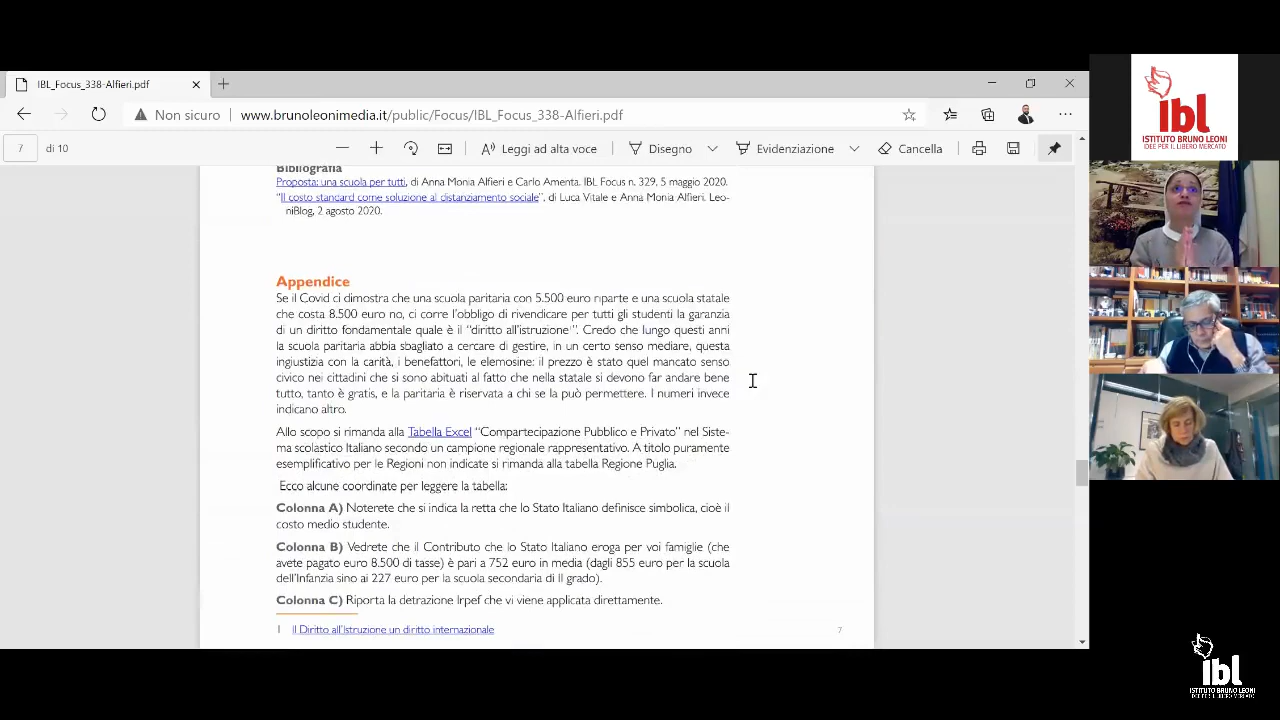 IBL_Focus_338-Alfieri.pdf
Non sicuro
www.brunoleonimedia.it/public/Focus/IBL_Focus_338-Alfieri.pdf
7 di 10
Leggi ad alta voce
Disegno
Evidenziazione
Cancella
Bibliografia
Proposta: una scuola per tutti, di Anna Monia Alfieri e Carlo Amenta. IBL Focus n. 329, 5 maggio 2020.
“Il costo standard come soluzione al distanziamento sociale”. di Luca Vitale e Anna Monia Alfieri. Leo-
niBlog, 2 agosto 2020.
Appendice
Se il Covid ci dimostra che una scuola paritaria con 5.500 euro riparte e una scuola statale
che costa 8.500 euro no, ci corre l’obbligo di rivendicare per tutti gli studenti la garanzia
di un diritto fondamentale quale è il “diritto all’istruzione¹”. Credo che lungo questi anni
la scuola paritaria abbia sbagliato a cercare di gestire, in un certo senso mediare, questa
ingiustizia con la carità, i benefattori, le elemosine: il prezzo è stato quel mancato senso
civico nei cittadini che si sono abituati al fatto che nella statale si devono far andare bene
tutto, tanto è gratis, e la paritaria è riservata a chi se la può permettere. I numeri invece
indicano altro.
Allo scopo si rimanda alla Tabella Excel “Compartecipazione Pubblico e Privato” nel Siste-
ma scolastico Italiano secondo un campione regionale rappresentativo. A titolo puramente
esemplificativo per le Regioni non indicate si rimanda alla tabella Regione Puglia.
Ecco alcune coordinate per leggere la tabella:
Colonna A) Noterete che si indica la retta che lo Stato Italiano definisce simbolica, cioè il
costo medio studente.
Colonna B) Vedrete che il Contributo che lo Stato Italiano eroga per voi famiglie (che
avete pagato euro 8.500 di tasse) è pari a 752 euro in media (dagli 855 euro per la scuola
dell’Infanzia sino ai 227 euro per la scuola secondaria di II grado).
Colonna C) Riporta la detrazione Irpef che vi viene applicata direttamente.
1 Il Diritto all’Istruzione un diritto internazionale
7
ibl
ISTITUTO BRUNO LEONI
IDEE PER IL LIBERO MERCATO
ibl
ISTITUTO BRUNO LEONI
IDEE PER IL LIBERO MERCATO